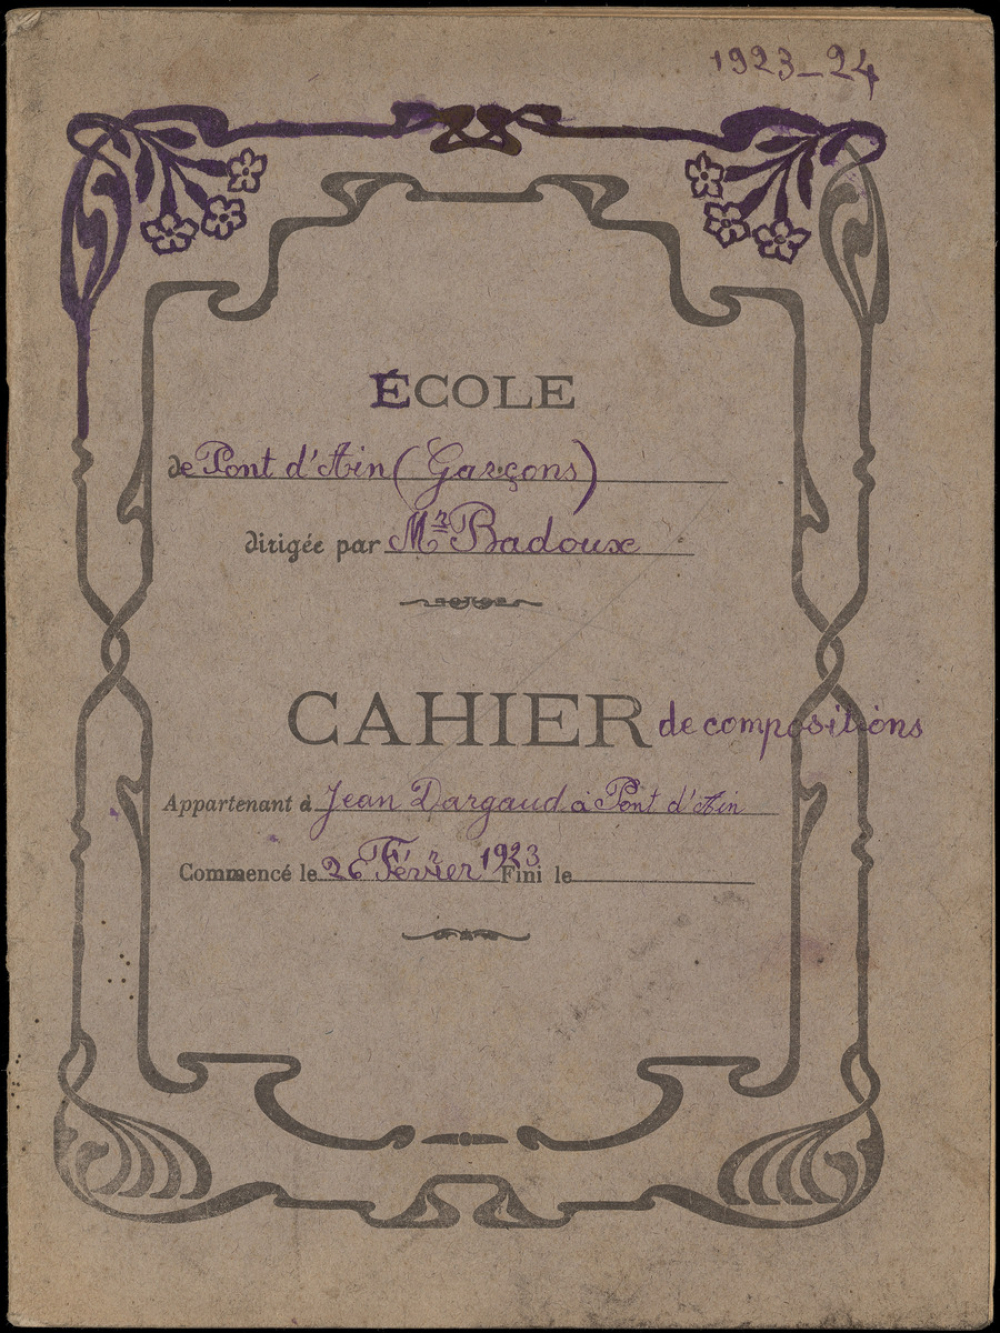 1923_24
ÉCOLE
de Pont d'Ain (Garçons)
dirigée par Mr Badoux
CAHIER de compositions
Appartenant à Jean Dargaud à Pont d'Ain
Commencé le 26 Février 1923 Fini le